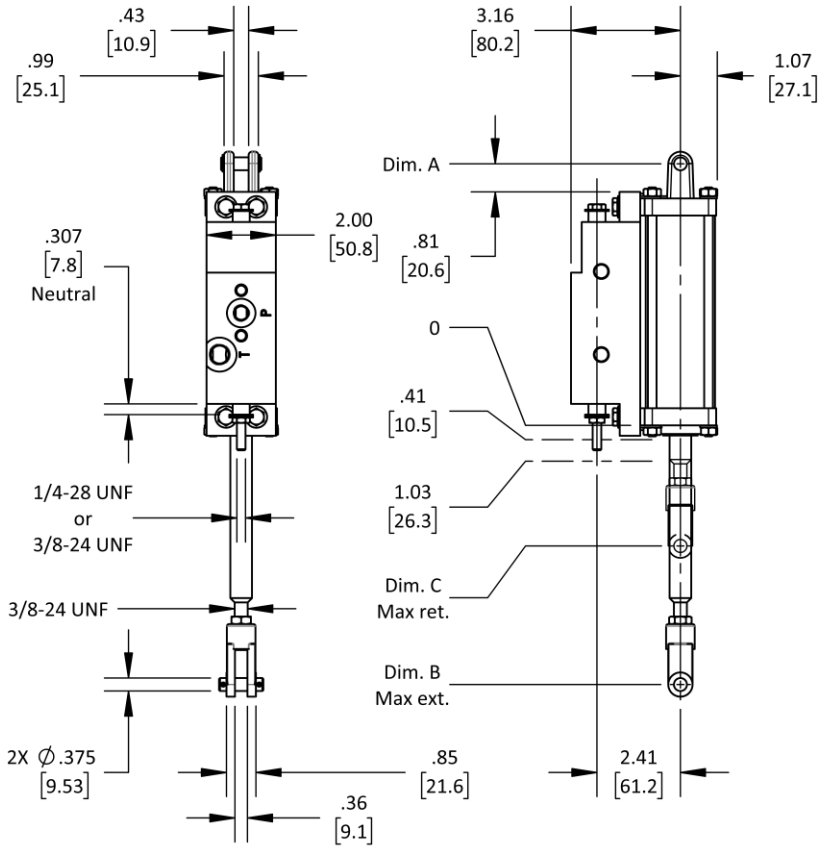 .43
[10.9]
.99
[25.1]
3.16
[80.2]
1.07
[27.1]
Dim. A
2.00
[50.8]
.81
[20.6]
.307
[7.8]
Neutral
P
T
0
.41
[10.5]
1/4-28 UNF
or
3/8-24 UNF
1.03
[26.3]
Dim. C
Max ret.
3/8-24 UNF
Dim. B
Max ext.
2X Ø.375
[9.53]
.85
[21.6]
2.41
[61.2]
.36
[9.1]